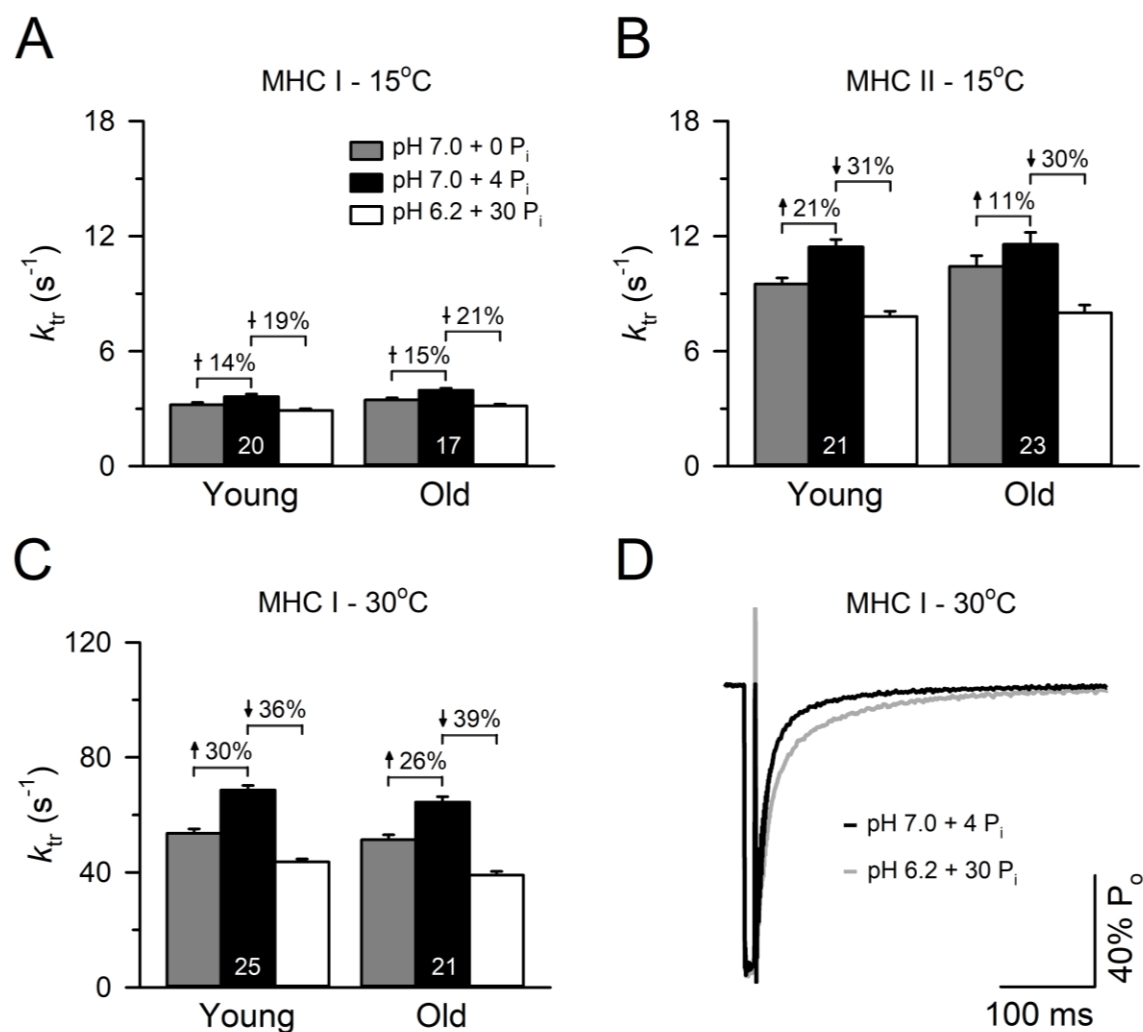 A
MHC I - 15°C
18
12
6
0
k_tr (s⁻¹)
pH 7.0 + 0 P_i
pH 7.0 + 4 P_i
pH 6.2 + 30 P_i
ϯ 14%
ϯ 19%
ϯ 15%
ϯ 21%
20
17
Young
Old
B
MHC II - 15°C
18
12
6
0
k_tr (s⁻¹)
↑ 21%
↓ 31%
↑ 11%
↓ 30%
21
23
Young
Old
C
MHC I - 30°C
120
80
40
0
k_tr (s⁻¹)
↑ 30%
↓ 36%
↑ 26%
↓ 39%
25
21
Young
Old
D
MHC I - 30°C
pH 7.0 + 4 P_i
pH 6.2 + 30 P_i
40% P_o
100 ms